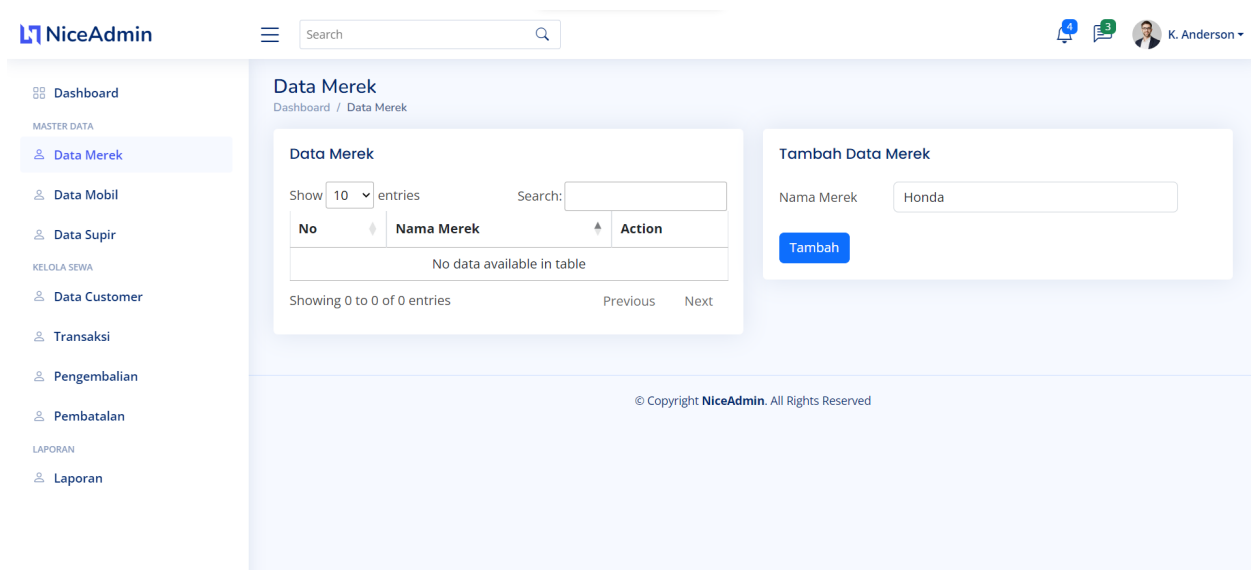 NiceAdmin
Search
4
3
K. Anderson
Dashboard
MASTER DATA
Data Merek
Data Mobil
Data Supir
KELOLA SEWA
Data Customer
Transaksi
Pengembalian
Pembatalan
LAPORAN
Laporan
Data Merek
Dashboard / Data Merek
Data Merek
Show 10 entries Search:
No Nama Merek Action
No data available in table
Showing 0 to 0 of 0 entries Previous Next
Tambah Data Merek
Nama Merek Honda
Tambah
© Copyright NiceAdmin. All Rights Reserved